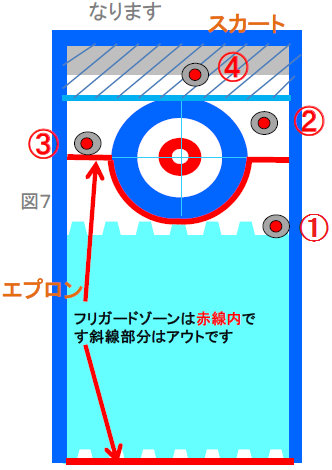 なります
スカート
④
②
③
図７
①
エプロン
フリガードゾーンは赤線内で
す斜線部分はアウトです